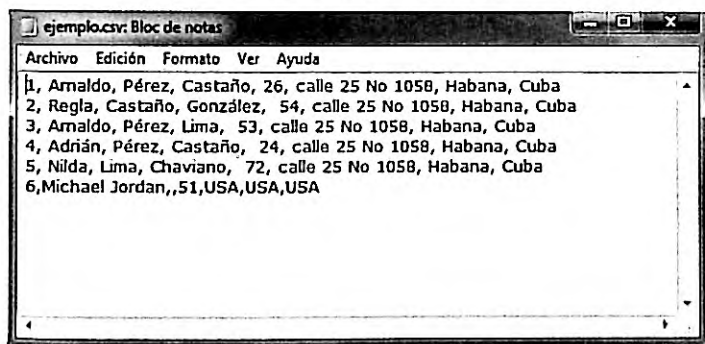 ejemplo.csv: Bloc de notas
Archivo Edición Formato Ver Ayuda
1, Arnaldo, Pérez, Castaño, 26, calle 25 No 1058, Habana, Cuba
2, Regla, Castaño, González, 54, calle 25 No 1058, Habana, Cuba
3, Arnaldo, Pérez, Lima, 53, calle 25 No 1058, Habana, Cuba
4, Adrián, Pérez, Castaño, 24, calle 25 No 1058, Habana, Cuba
5, Nilda, Lima, Chaviano, 72, calle 25 No 1058, Habana, Cuba
6,Michael Jordan,,51,USA,USA,USA